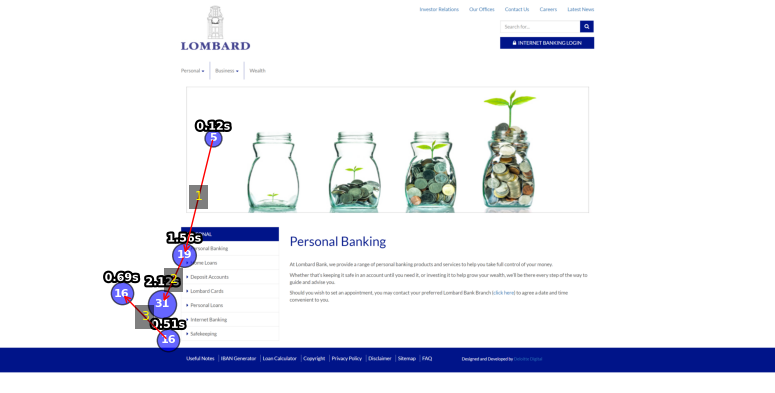 Investor Relations Our Offices Contact Us Careers Latest News
LOMBARD
Search for...
INTERNET BANKING LOGIN
Personal Business Wealth
0.12s
5
1
1.56s
19
Personal Banking
Home Loans
Deposit Accounts
Lombard Cards
Personal Loans
Internet Banking
Safekeeping
0.69s
16
2
31
3
0.51s
16
Personal Banking
At Lombard Bank, we provide a range of personal banking products and services to help you take full control of your money.
Whether that's keeping it safe in an account until you need it, or investing it to help grow your wealth, we'll be there every step of the way to
guide and advise you.
Should you wish to set an appointment, you may contact your preferred Lombard Bank Branch (click here) to agree a date and time
convenient to you.
Useful Notes IBAN Generator Loan Calculator Copyright Privacy Policy Disclaimer Sitemap FAQ
Designed and Developed by Deloitte Digital